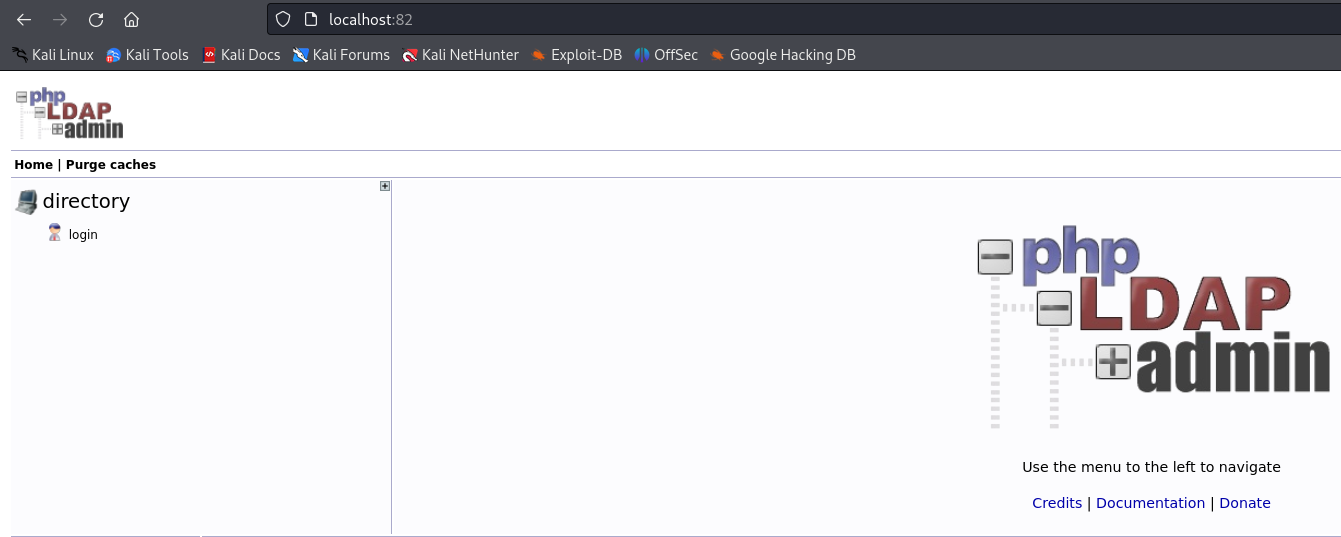 localhost:82
Kali Linux Kali Tools Kali Docs Kali Forums Kali NetHunter Exploit-DB OffSec Google Hacking DB
php
LDAP
admin
Home | Purge caches
directory
login
php
LDAP
admin
Use the menu to the left to navigate
Credits | Documentation | Donate